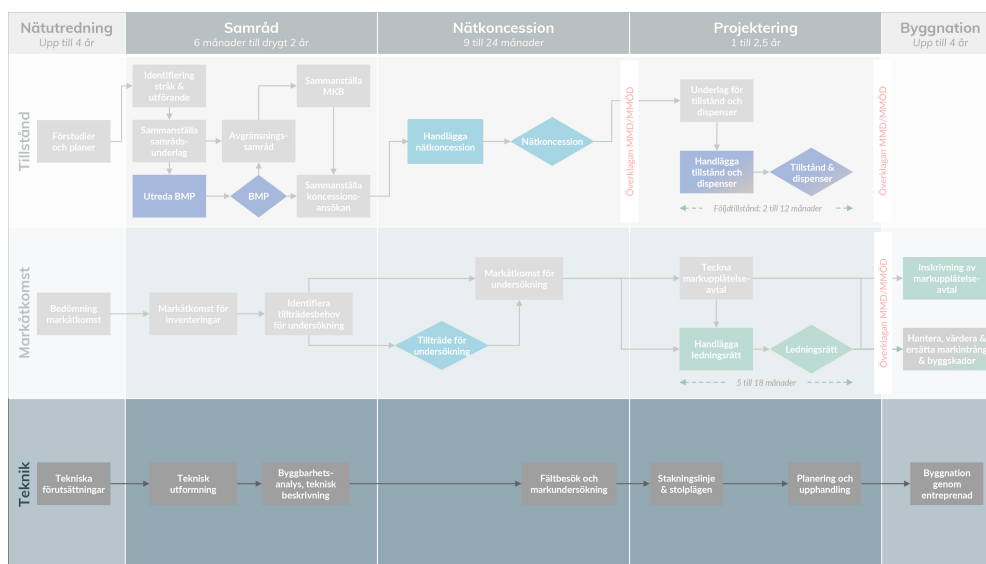 Nätutredning
Upp till 4 år
Samråd
6 månader till drygt 2 år
Nätkoncession
9 till 24 månader
Projektering
1 till 2,5 år
Byggnation
Upp till 4 år
Tillstånd
Förstudier
och planer
Identifiering
stråk &
utförande
Sammanställa
samråds-
underlag
Utreda BMP
Avgränsnings-
samråd
BMP
Sammanställa
MKB
Sammanställa
koncessions-
ansökan
Handlägga
nätkoncession
Nätkoncession
Överklagan MMD/MMÖD
Underlag för
tillstånd och
dispenser
Handlägga
tillstånd och
dispenser
Tillstånd &
dispenser
Följdtillstånd: 2 till 12 månader
Överklagan MMD/MMÖD
Markåtkomst
Bedömning
markåtkomst
Markåtkomst för
inventeringar
Identifiera
tillträdesbehov
för undersökning
Tillträde för
undersökning
Markåtkomst för
undersökning
Teckna
markupplåtelse-
avtal
Handlägga
ledningsrätt
Ledningsrätt
5 till 18 månader
Överklagan MMD/MMÖD
Inskrivning av
markupplåtelse-
avtal
Hantera, värdera &
ersätta markintrång
& byggskador
Teknik
Tekniska
förutsättningar
Teknisk
utformning
Byggbarhets-
analys, teknisk
beskrivning
Fältbesök och
markundersökning
Stakningslinje
& stolplägen
Planering och
upphandling
Byggnation
genom
entreprenad